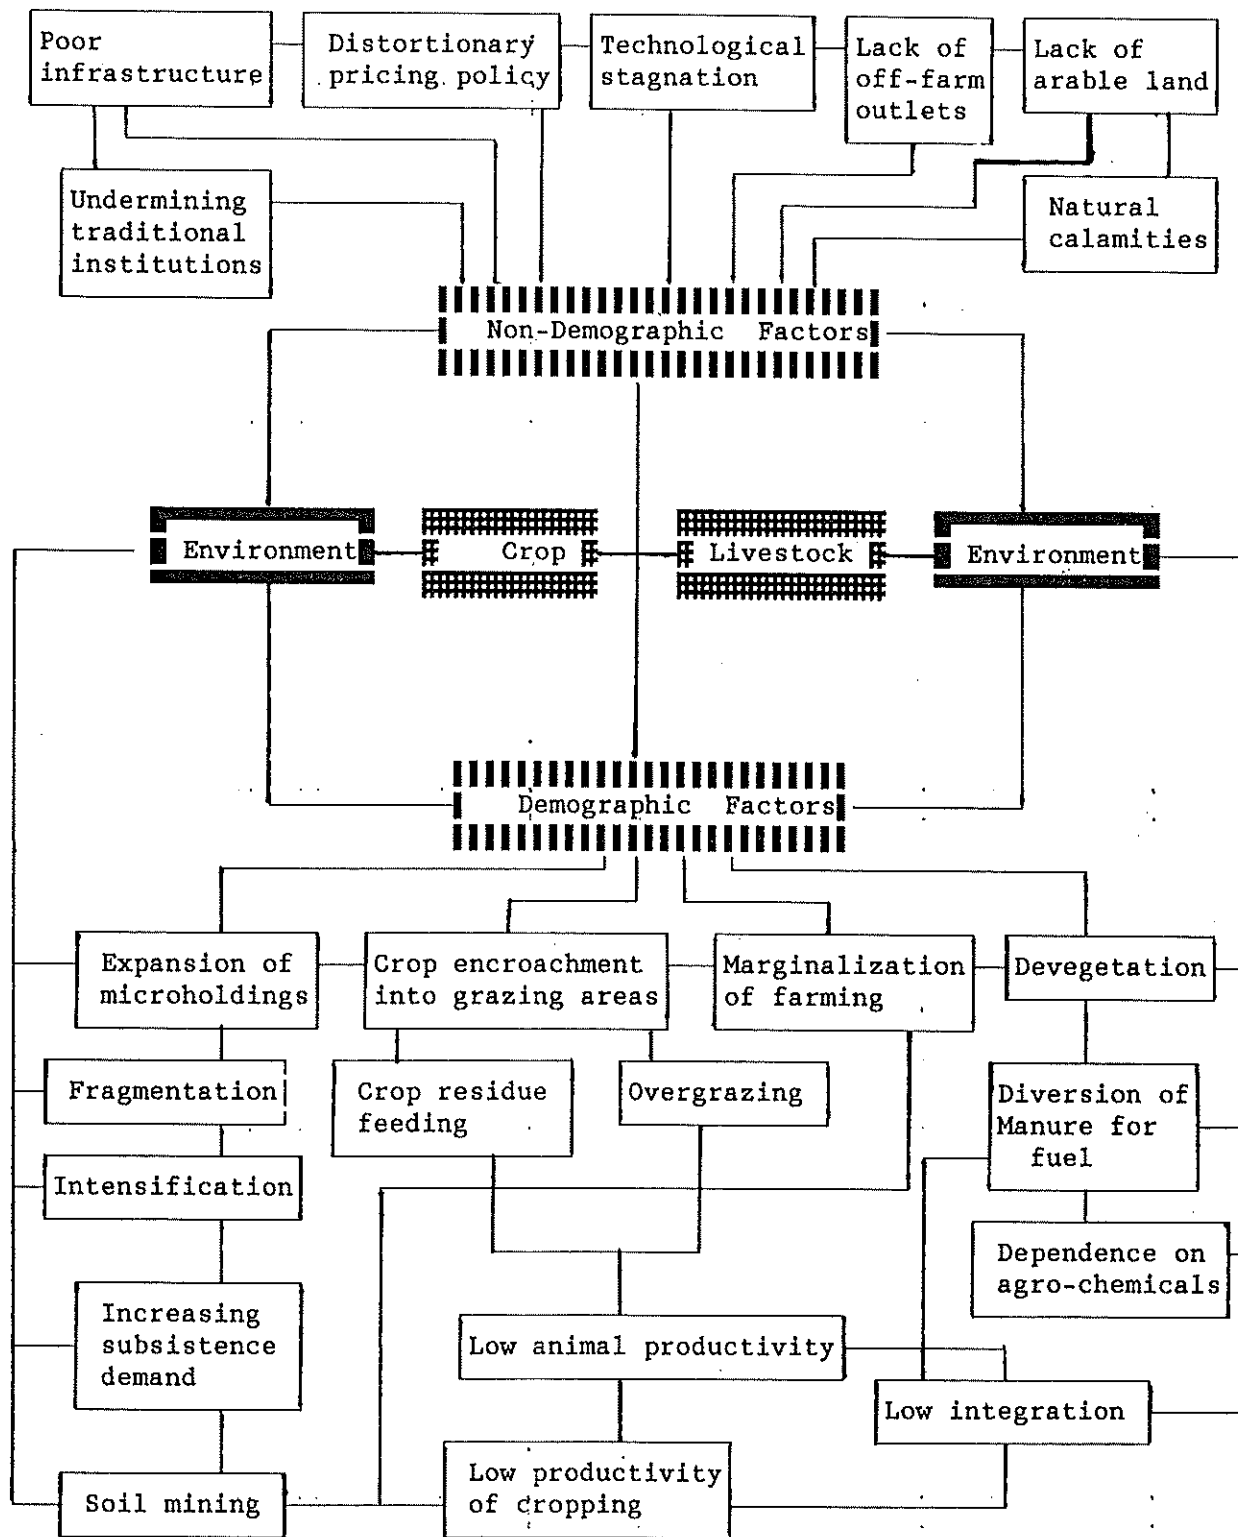 Poor
infrastructure
Distortionary
pricing policy
Technological
stagnation
Lack of
off-farm
outlets
Lack of
arable land
Undermining
traditional
institutions
Natural
calamities
Non-Demographic Factors
Environment
Crop
Livestock
Environment
Demographic Factors
Expansion of
microholdings
Crop encroachment
into grazing areas
Marginalization
of farming
Devegetation
Fragmentation
Crop residue
feeding
Overgrazing
Diversion of
Manure for
fuel
Intensification
Dependence on
agro-chemicals
Increasing
subsistence
demand
Low animal productivity
Low integration
Soil mining
Low productivity
of cropping